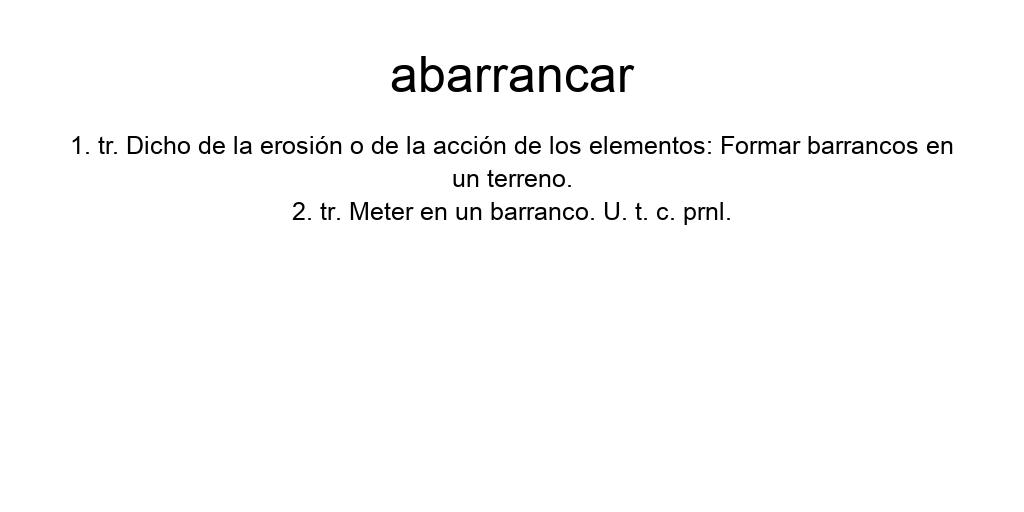 abarrancar
1. tr. Dicho de la erosión o de la acción de los elementos: Formar barrancos en
un terreno.
2. tr. Meter en un barranco. U. t. c. prnl.